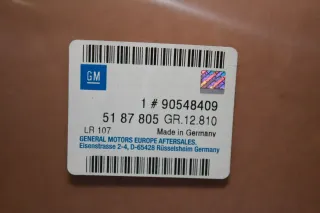 GM
1 # 90548409
51 87 805 GR.12.810
LR 107 Made in Germany
GENERAL MOTORS EUROPE AFTERSALES,
Eisenstrasse 2-4, D-65428 Rüsselsheim Germany